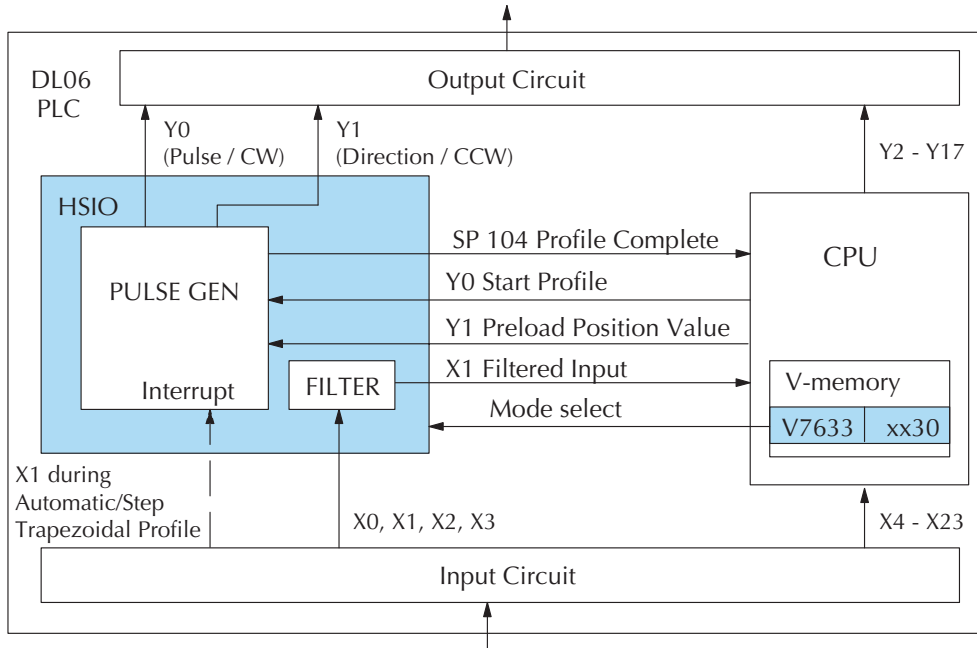 DL06
PLC
Output Circuit
Y0
(Pulse / CW)
Y1
(Direction / CCW)
Y2 - Y17
HSIO
PULSE GEN
Interrupt
FILTER
SP 104 Profile Complete
Y0 Start Profile
Y1 Preload Position Value
X1 Filtered Input
Mode select
CPU
V-memory
V7633 xx30
X1 during
Automatic/Step
Trapezoidal Profile
X0, X1, X2, X3
X4 - X23
Input Circuit